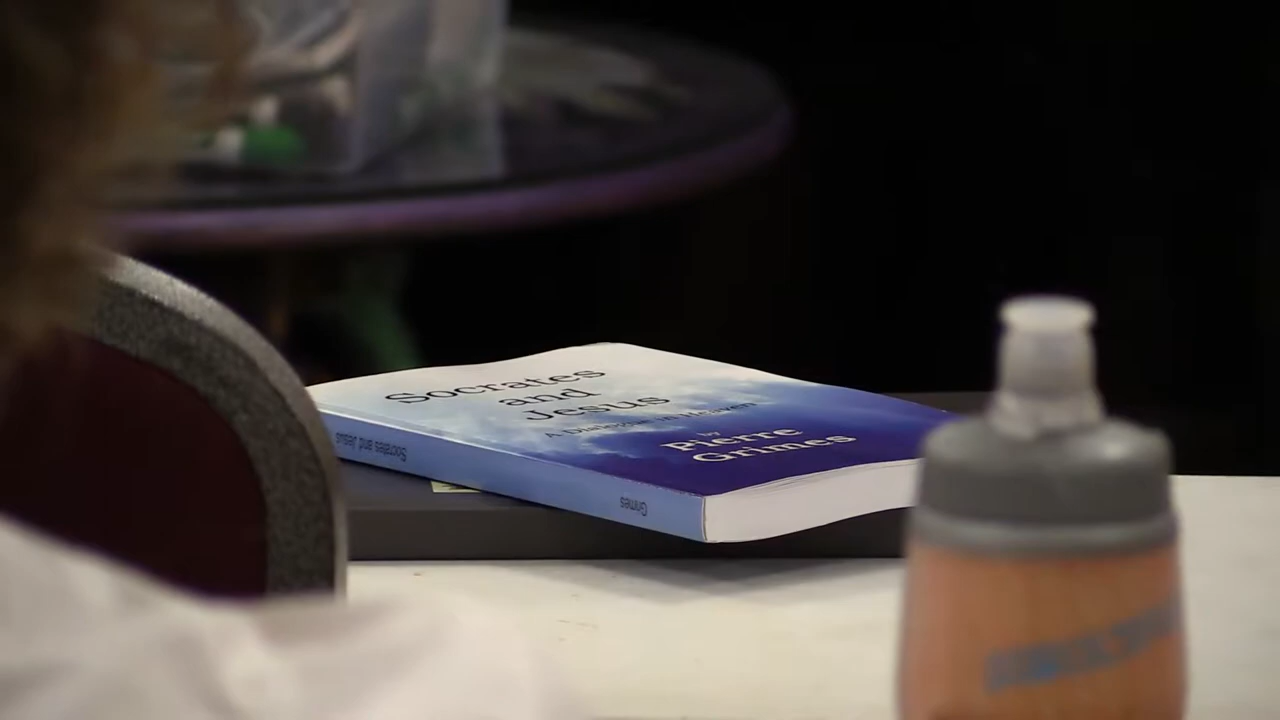 Socrates
and
Jesus
A Dialogue in Heaven
by
Pierre
Grimes
Socrates and Jesus
Grimes